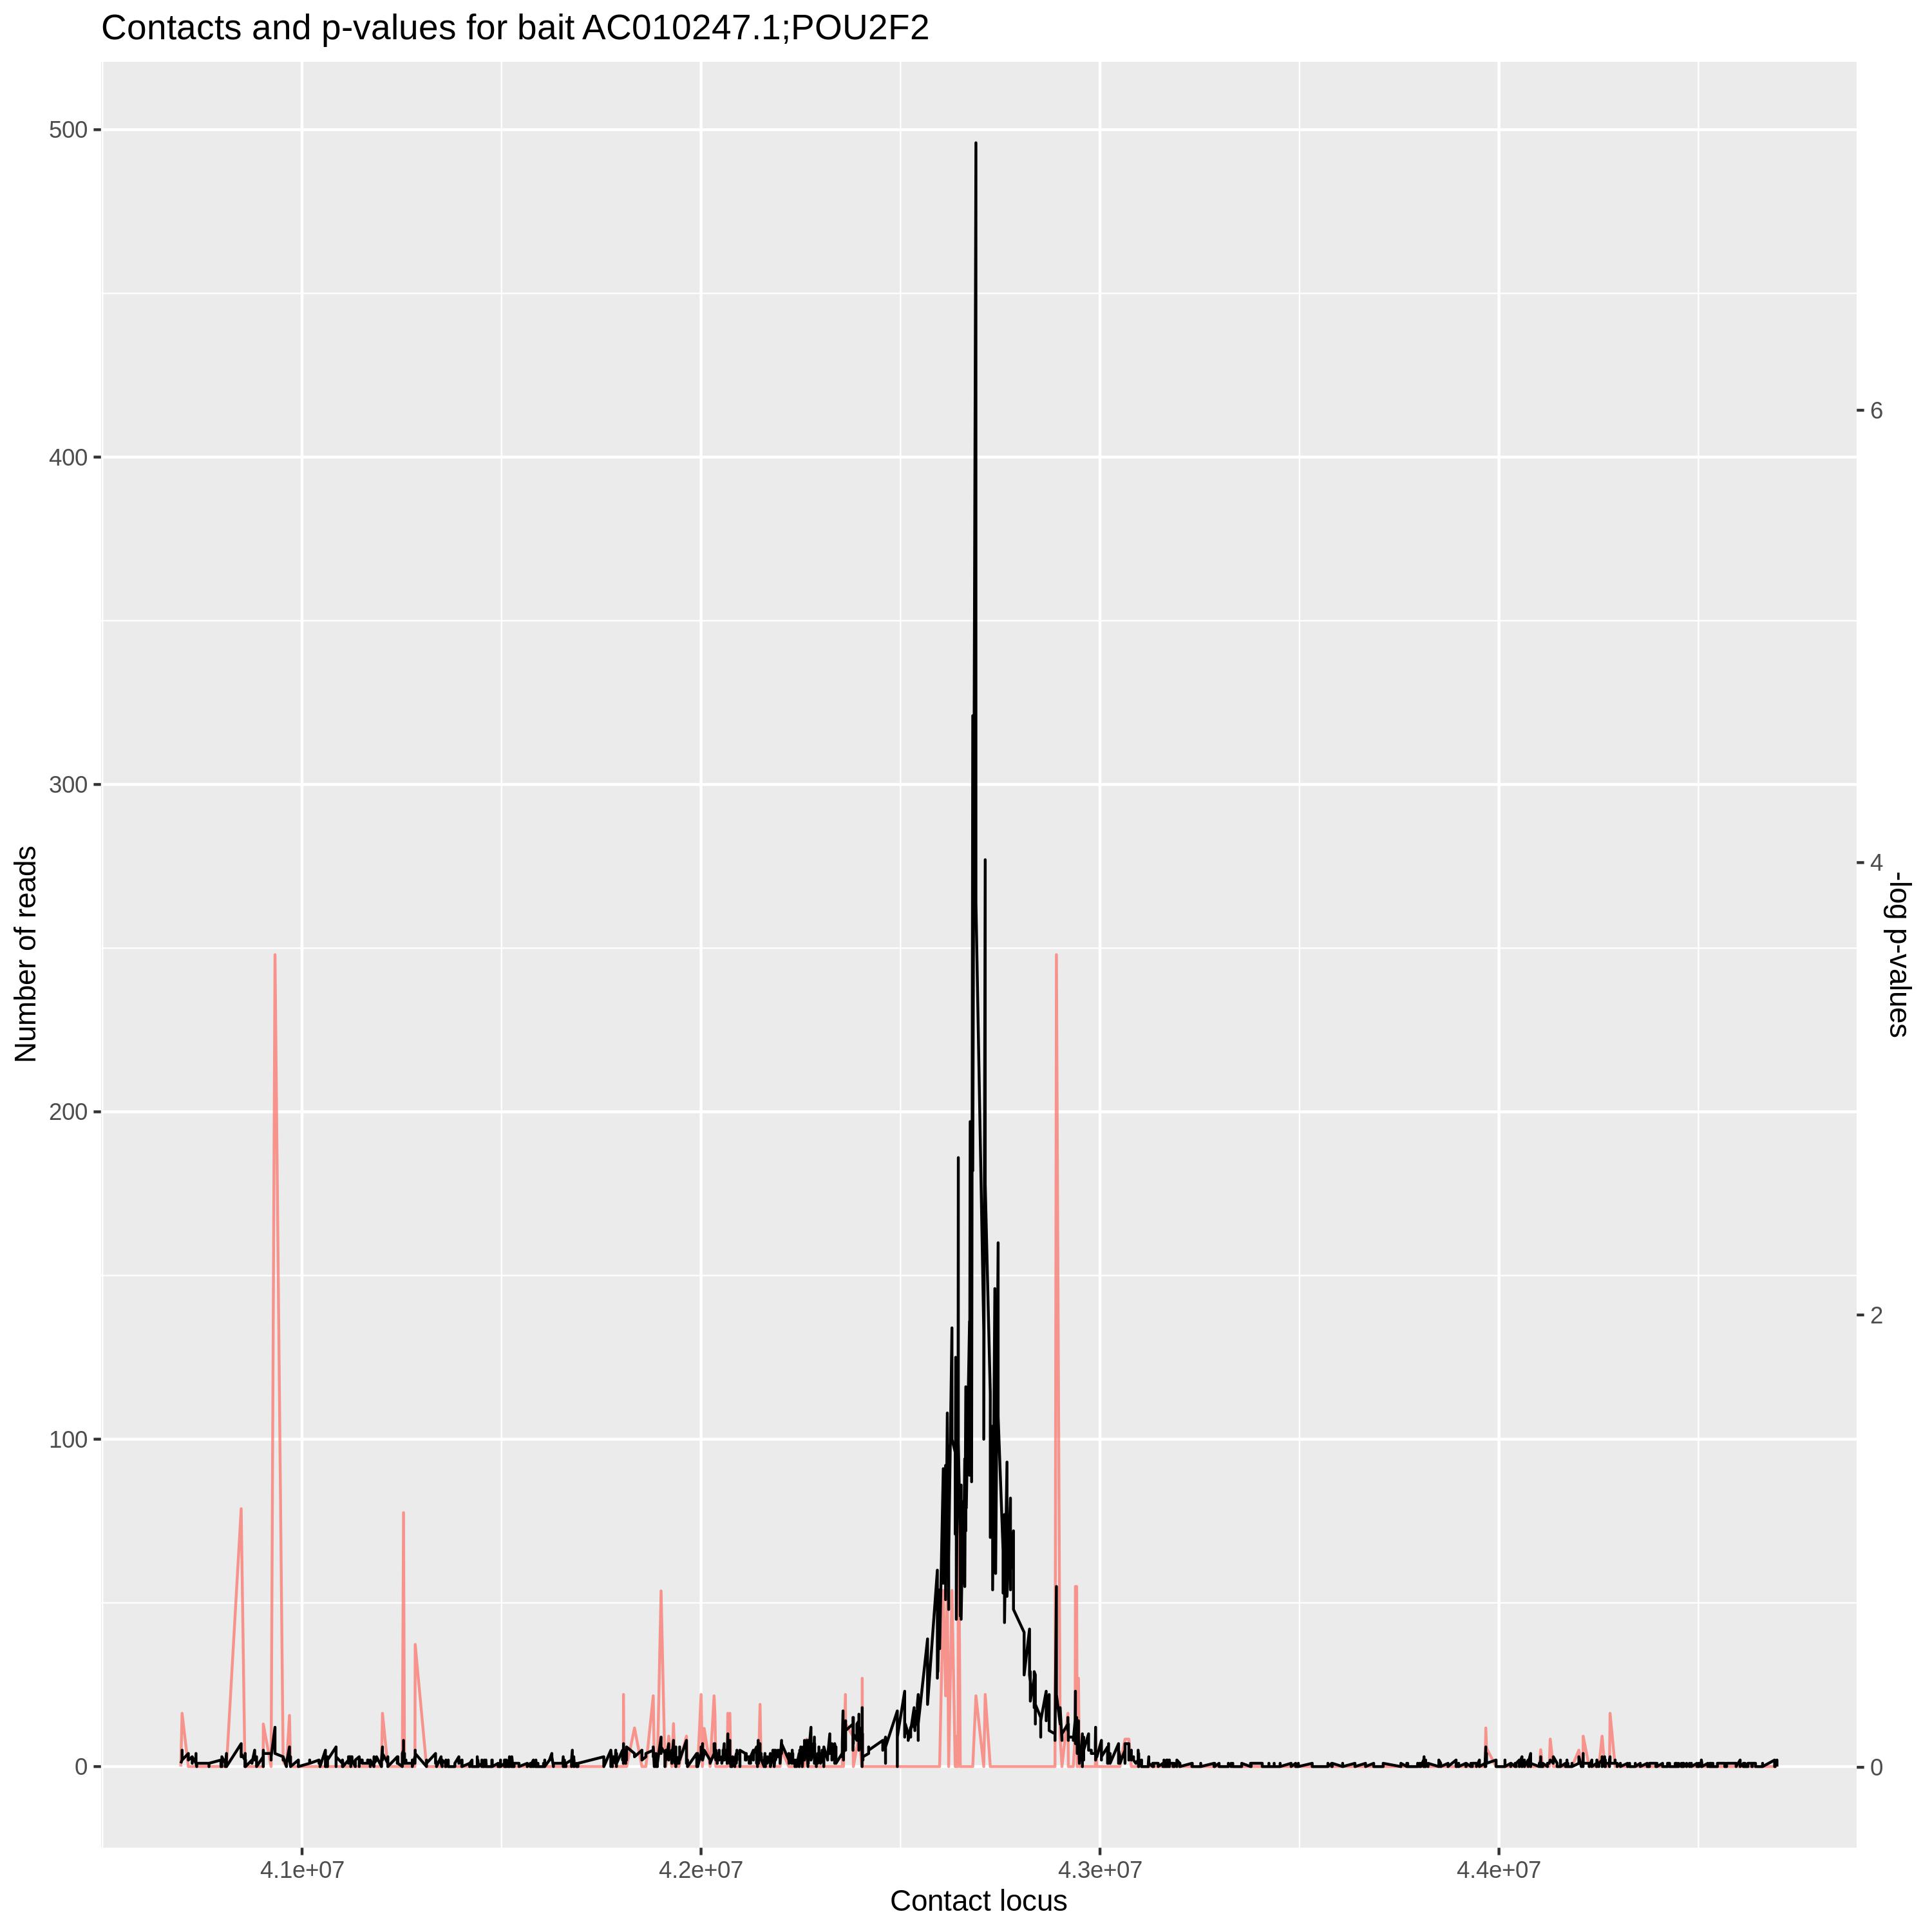 Contacts and p-values for bait AC010247.1;POU2F2
500
400
300
200
100
0
Number of reads
6
4
2
0
-log p-values
4.1e+07
4.2e+07
4.3e+07
4.4e+07
Contact locus